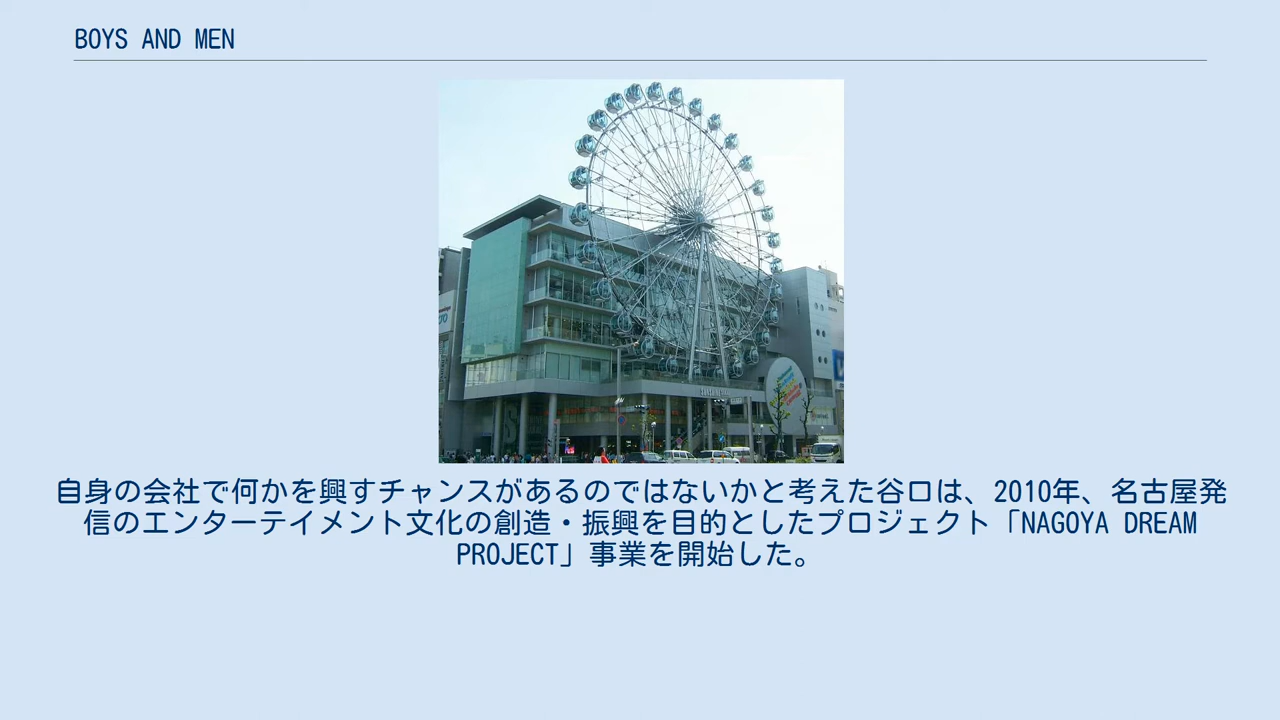 BOYS AND MEN
自身の会社で何かを興すチャンスがあるのではないかと考えた谷口は、2010年、名古屋発
信のエンターテイメント文化の創造・振興を目的としたプロジェクト「NAGOYA DREAM
PROJECT」事業を開始した。